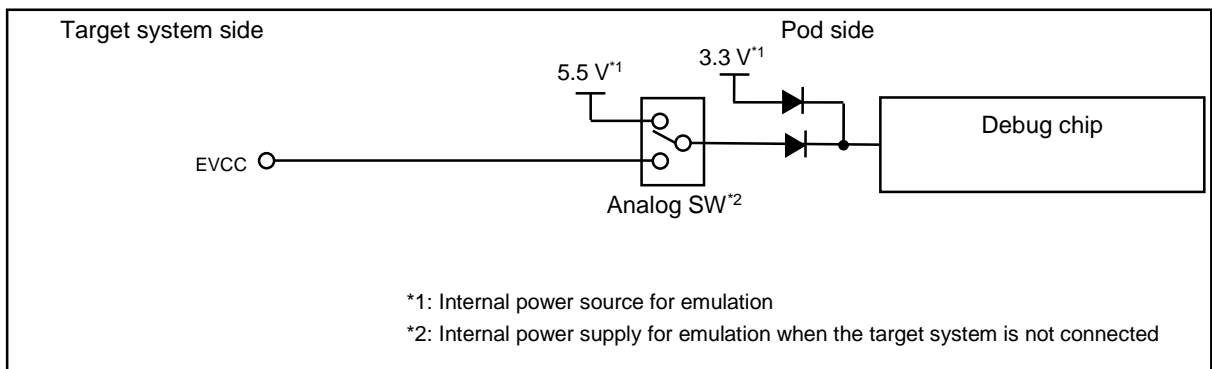 Target system side
Pod side
5.5 V*1
3.3 V*1
Debug chip
EVCC
Analog SW*2
*1: Internal power source for emulation
*2: Internal power supply for emulation when the target system is not connected